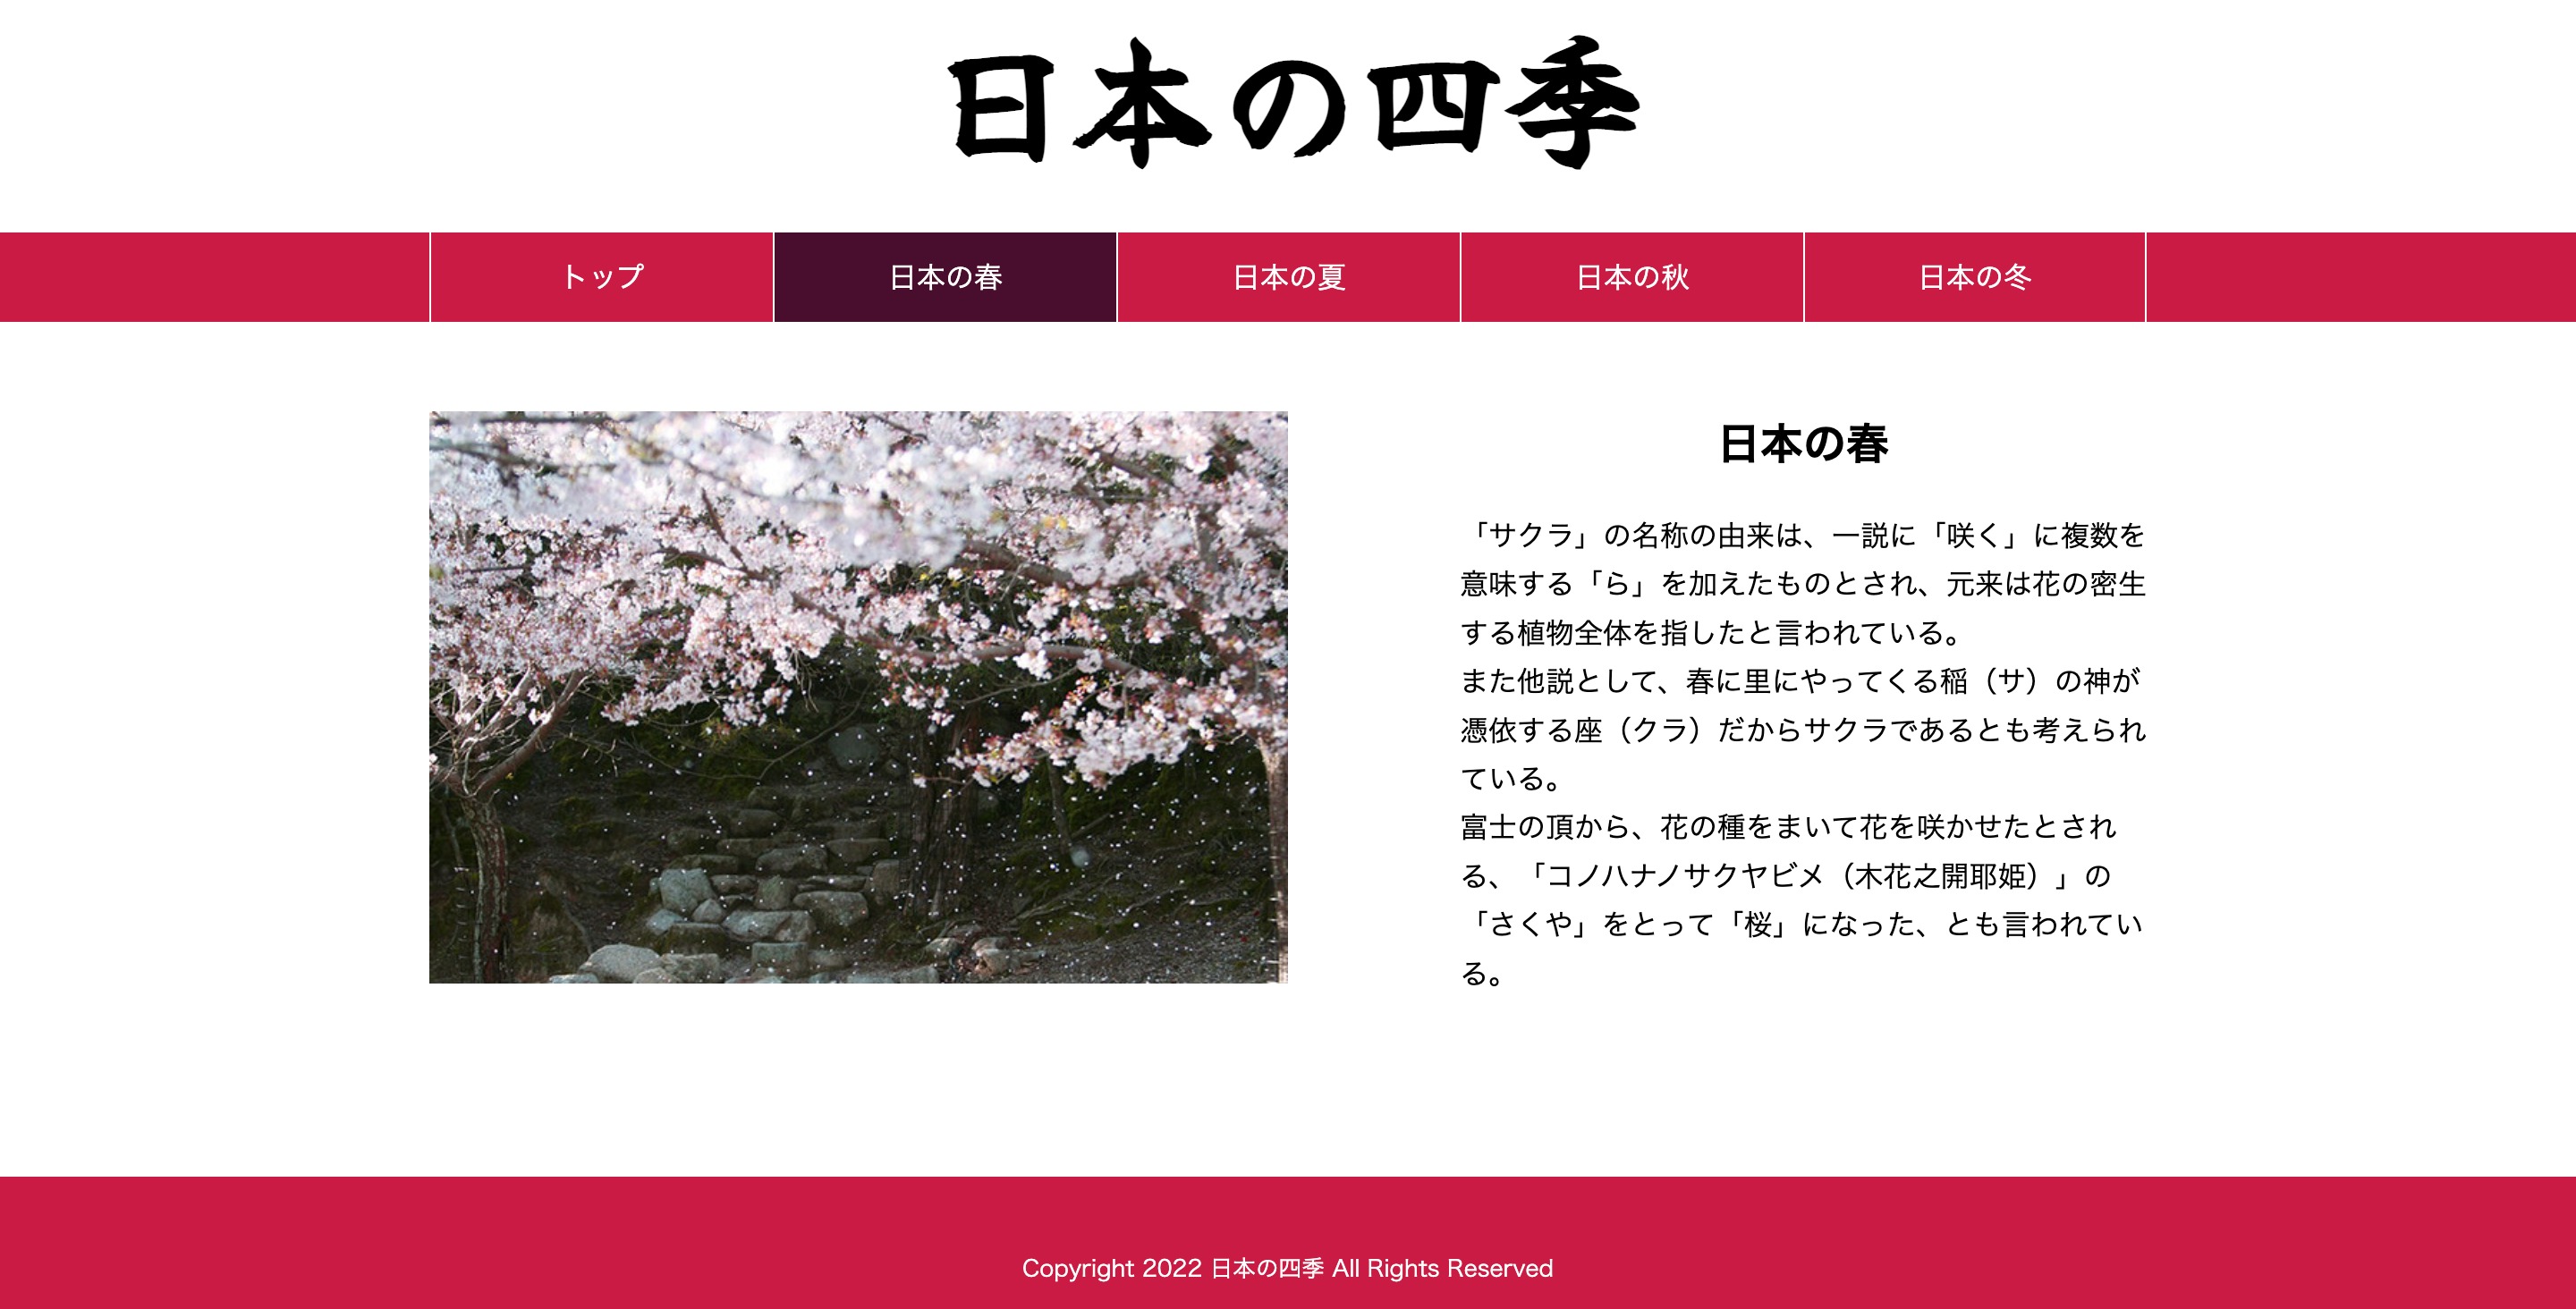 日本の四季
トップ
日本の春
日本の夏
日本の秋
日本の冬
日本の春
「サクラ」の名称の由来は、一説に「咲く」に複数を
意味する「ら」を加えたものとされ、元来は花の密生
する植物全体を指したと言われている。
また他説として、春に里にやってくる稲（サ）の神が
憑依する座（クラ）だからサクラであるとも考えられ
ている。
富士の頂から、花の種をまいて花を咲かせたとされ
る、「コノハナノサクヤビメ（木花之開耶姫）」の
「さくや」をとって「桜」になった、とも言われてい
る。
Copyright 2022 日本の四季 All Rights Reserved